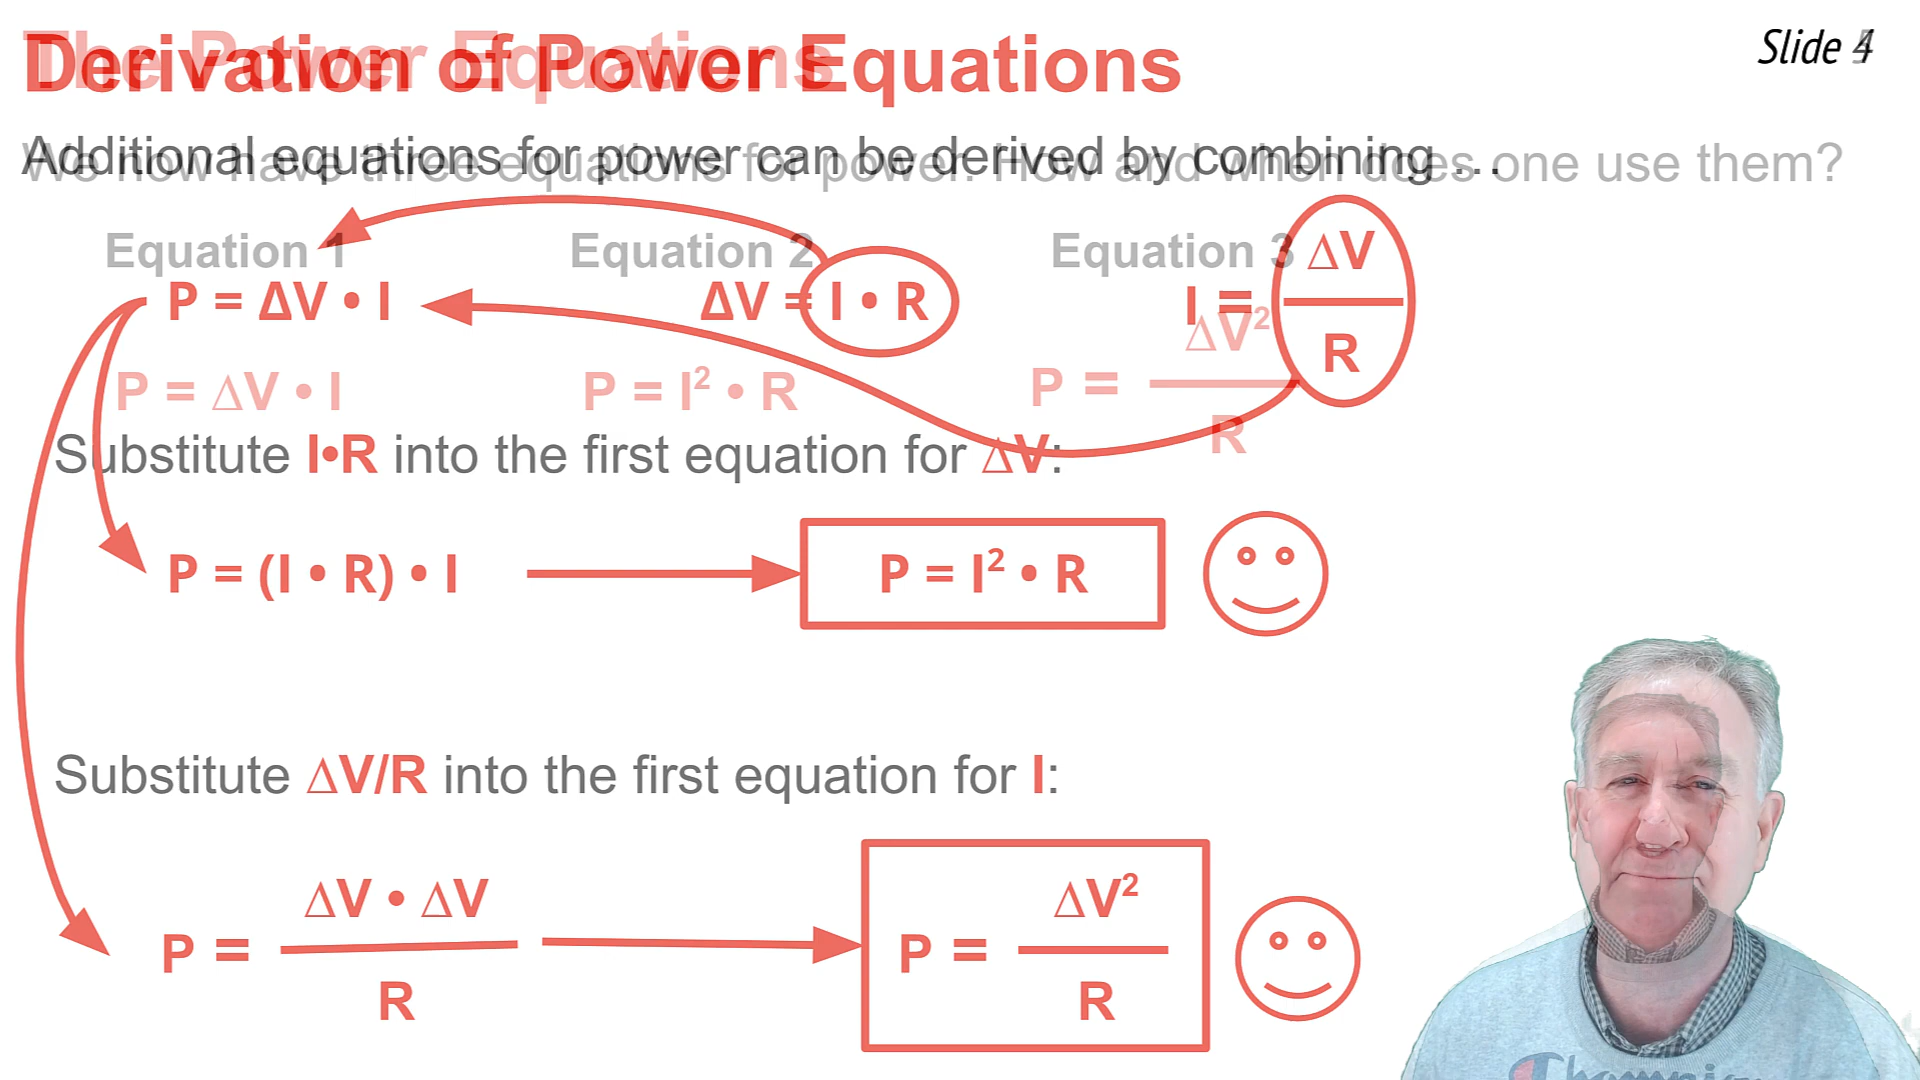 Derivation of Power Equations
The Power Equations
Slide 4
Additional equations for power can be derived by combining ...
We now have three equations for power. How and when does one use them?
Equation 1 Equation 2 Equation 3
P = ΔV • I ΔV = I • R I = ΔV / R
P = ΔV • I P = I² • R P = ΔV² / R
Substitute I•R into the first equation for ΔV:
P = (I • R) • I P = I² • R
Substitute ΔV/R into the first equation for I:
P = ΔV • ΔV / R P = ΔV² / R
Champion